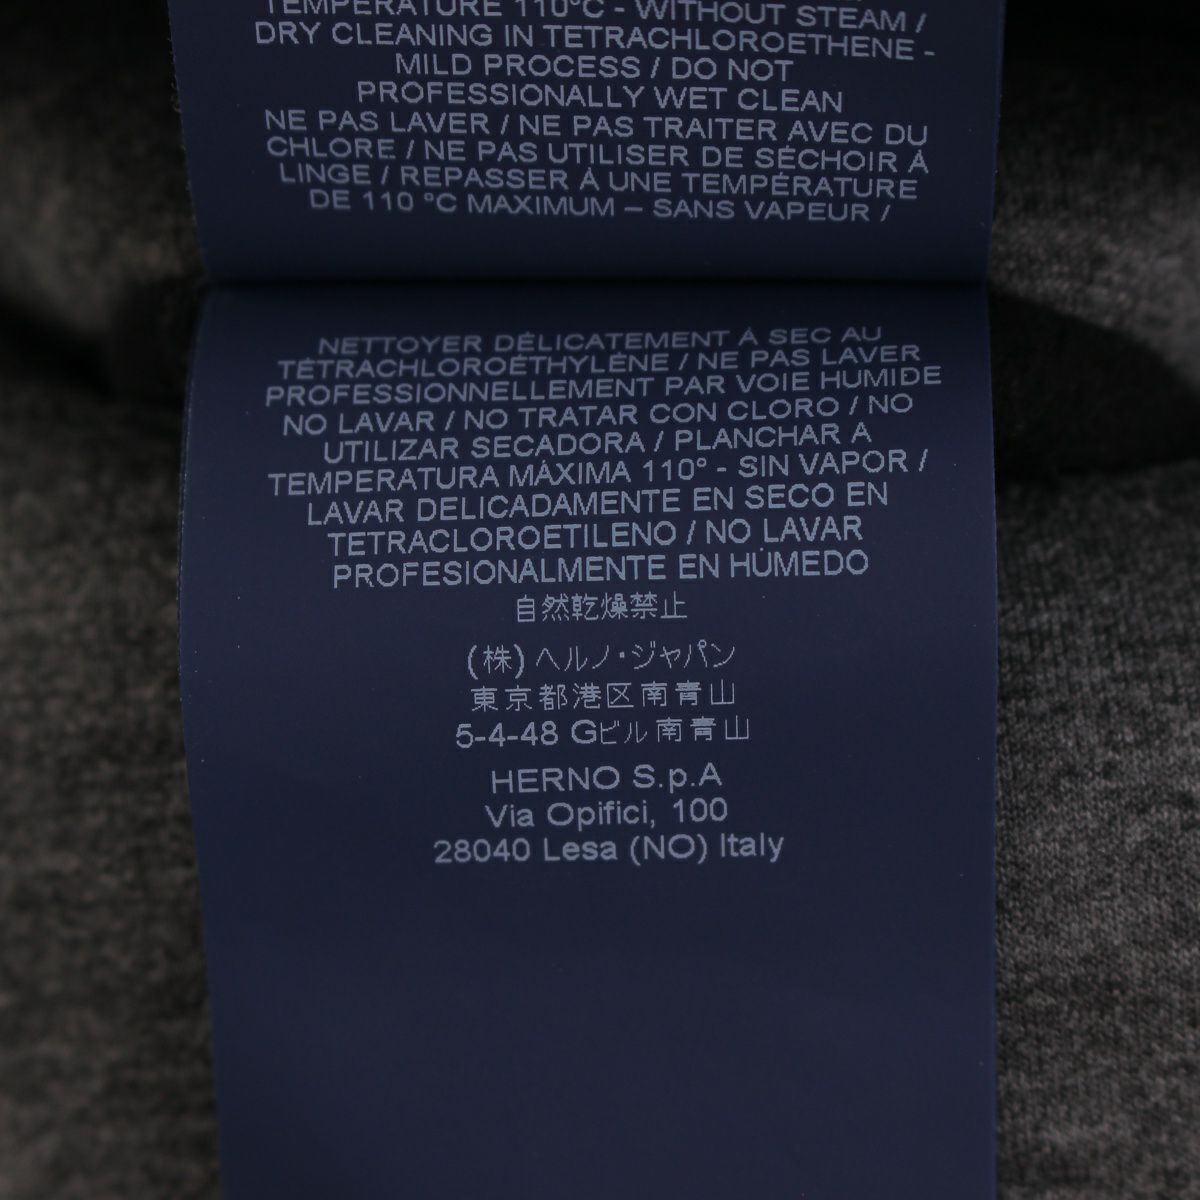 TEMPERATURE 110°C - WITHOUT STEAM /
DRY CLEANING IN TETRACHLOROETHENE -
MILD PROCESS / DO NOT
PROFESSIONALLY WET CLEAN
NE PAS LAVER / NE PAS TRAITER AVEC DU
CHLORE / NE PAS UTILISER DE SÉCHOIR À
LINGE / REPASSER À UNE TEMPÉRATURE
DE 110 °C MAXIMUM – SANS VAPEUR /
NETTOYER DÉLICATEMENT À SEC AU
TÉTRACHLOROÉTHYLÉNE / NE PAS LAVER
PROFESSIONNELLEMENT PAR VOIE HUMIDE
NO LAVAR / NO TRATAR CON CLORO / NO
UTILIZAR SECADORA / PLANCHAR A
TEMPERATURA MÁXIMA 110° - SIN VAPOR /
LAVAR DELICADAMENTE EN SECO EN
TETRACLOROETILENO / NO LAVAR
PROFESIONALMENTE EN HÚMEDO
自然乾燥禁止
(株) ヘルノ・ジャパン
東京都港区南青山
5-4-48 Gビル南青山
HERNO S.p.A
Via Opifici, 100
28040 Lesa (NO) Italy